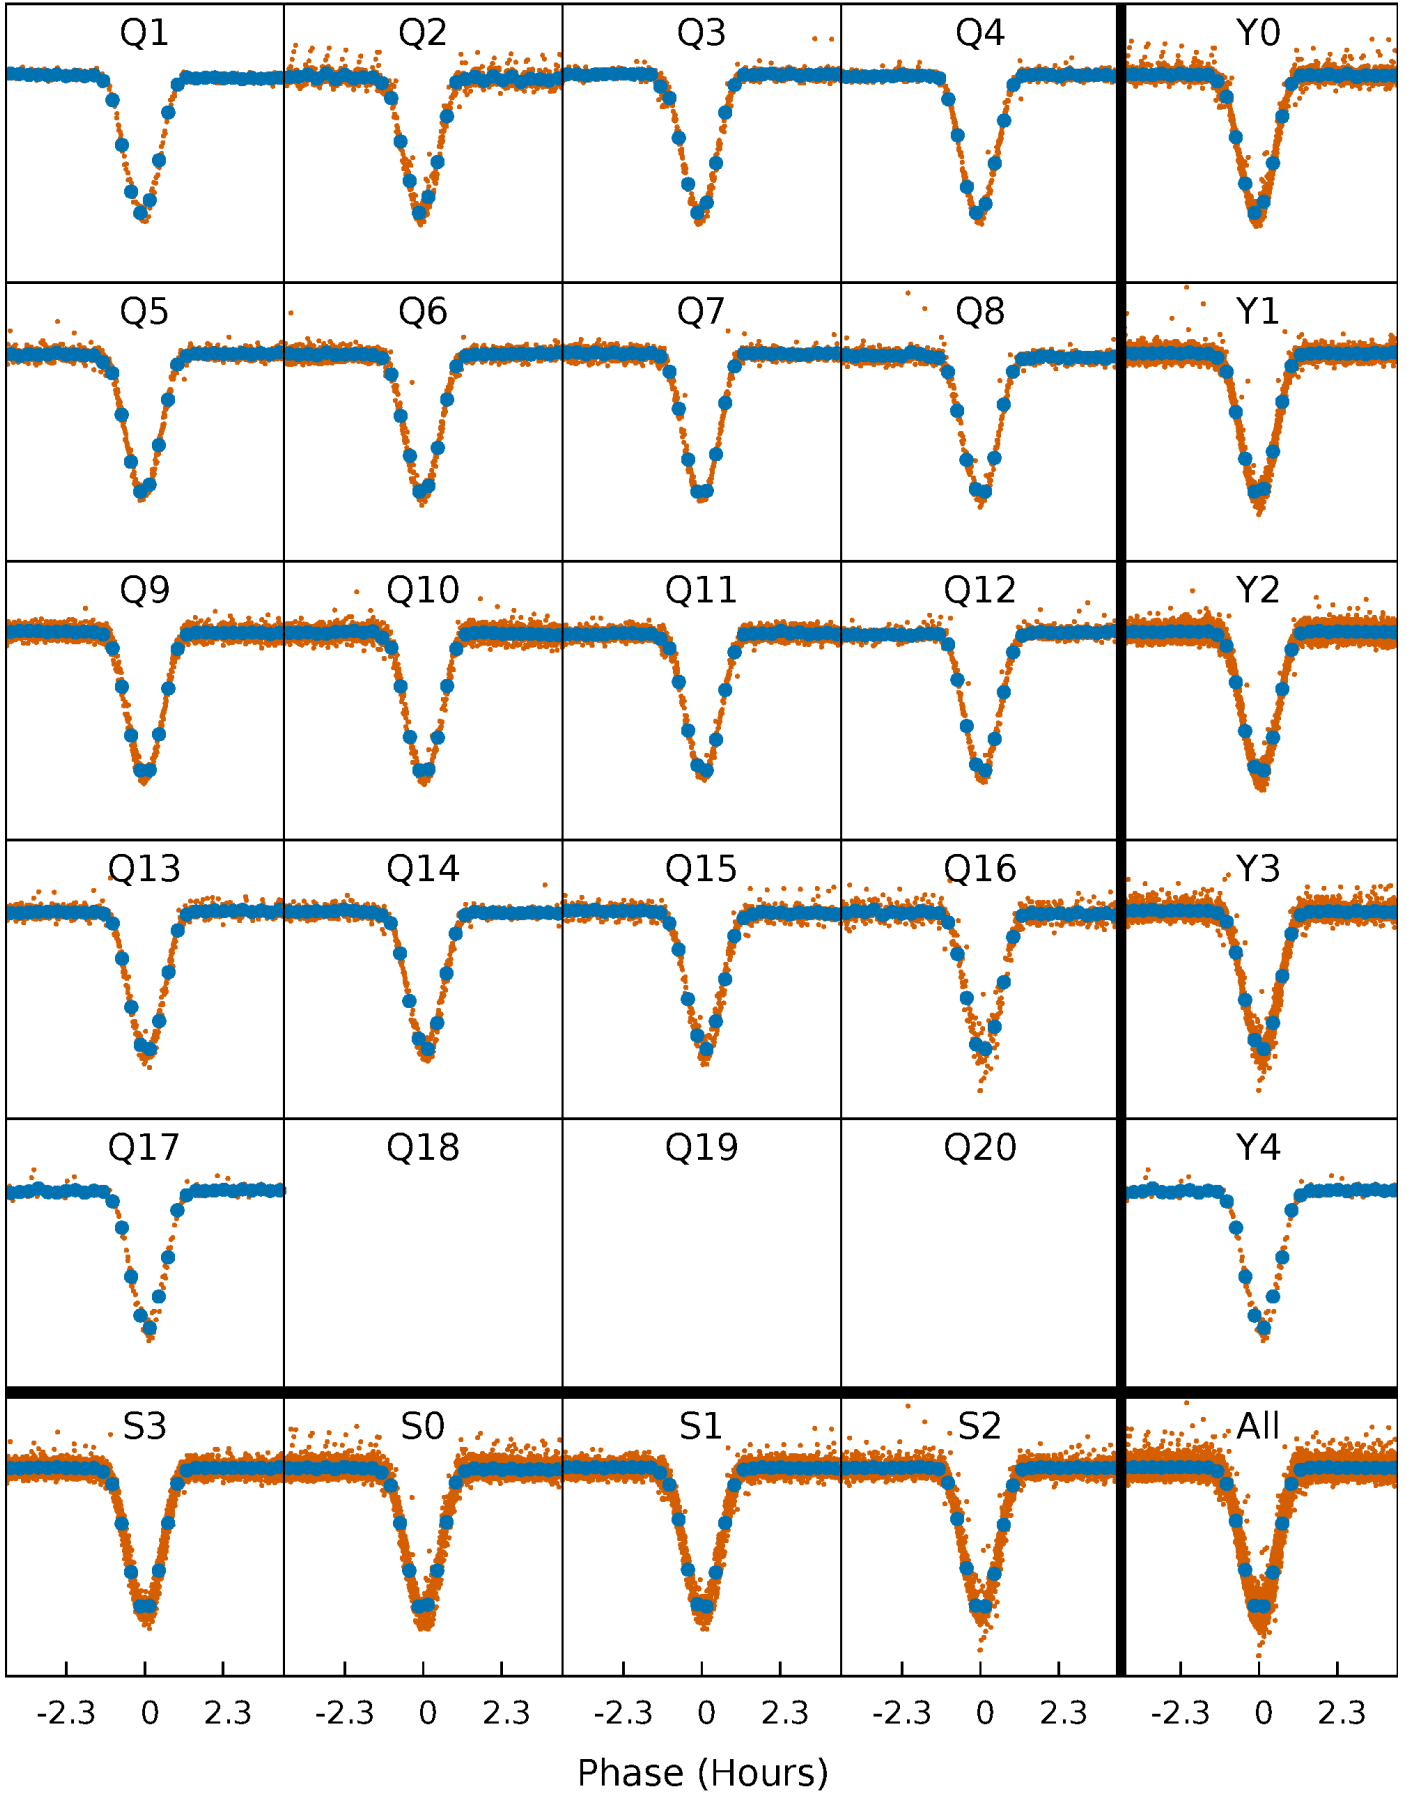 Q1 Q2 Q3 Q4 Y0
Q5 Q6 Q7 Q8 Y1
Q9 Q10 Q11 Q12 Y2
Q13 Q14 Q15 Q16 Y3
Q17 Q18 Q19 Q20 Y4
S3 S0 S1 S2 All
-2.3 0 2.3 -2.3 0 2.3 -2.3 0 2.3 -2.3 0 2.3 -2.3 0 2.3
Phase (Hours)